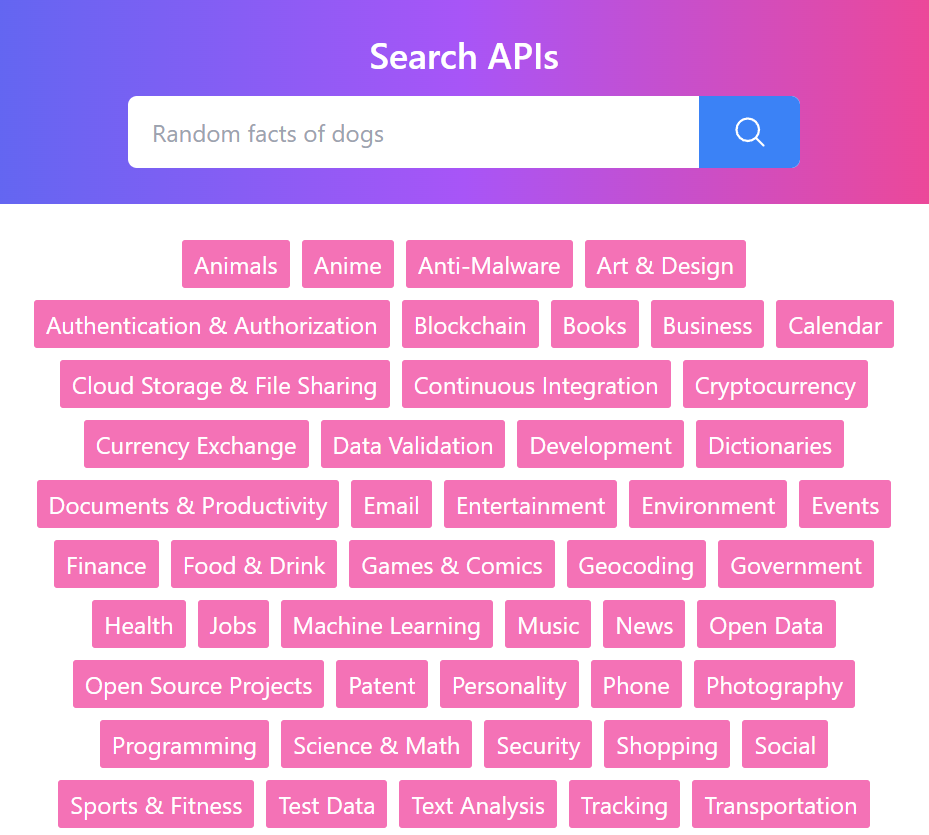 Search APIs
Random facts of dogs
Animals Anime Anti-Malware Art & Design
Authentication & Authorization Blockchain Books Business Calendar
Cloud Storage & File Sharing Continuous Integration Cryptocurrency
Currency Exchange Data Validation Development Dictionaries
Documents & Productivity Email Entertainment Environment Events
Finance Food & Drink Games & Comics Geocoding Government
Health Jobs Machine Learning Music News Open Data
Open Source Projects Patent Personality Phone Photography
Programming Science & Math Security Shopping Social
Sports & Fitness Test Data Text Analysis Tracking Transportation